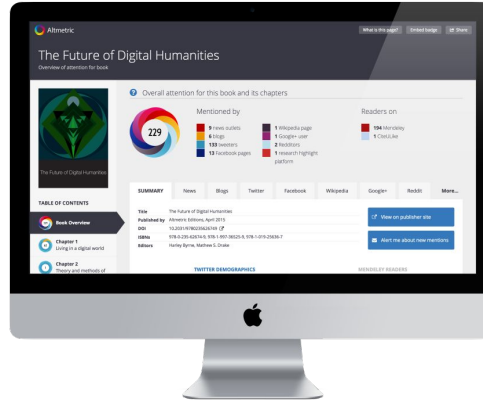 Altmetric
What is this page?
Embed badge
Share
The Future of Digital Humanities
Overview of attention for book
Overall attention for this book and its chapters
229
Mentioned by
9 news outlets
6 blogs
133 tweeters
13 Facebook pages
1 Wikipedia page
1 Google+ user
2 Redditors
1 research highlight
platform
Readers on
194 Mendeley
1 CiteULike
The Future of Digital Humanities
SUMMARY News Blogs Twitter Facebook Wikipedia Google+ Reddit More...
Title The Future of Digital Humanities
Published by Altmetric Editions, April 2015
DOI
ISBNs
Editors Harley Byrne, Mathew S. Drake
View on publisher site
Alert me about new mentions
TABLE OF CONTENTS
Book Overview
Chapter 1
Living in a digital world
Chapter 2
Theory and methods of
TWITTER DEMOGRAPHICS
MENDELEY READERS